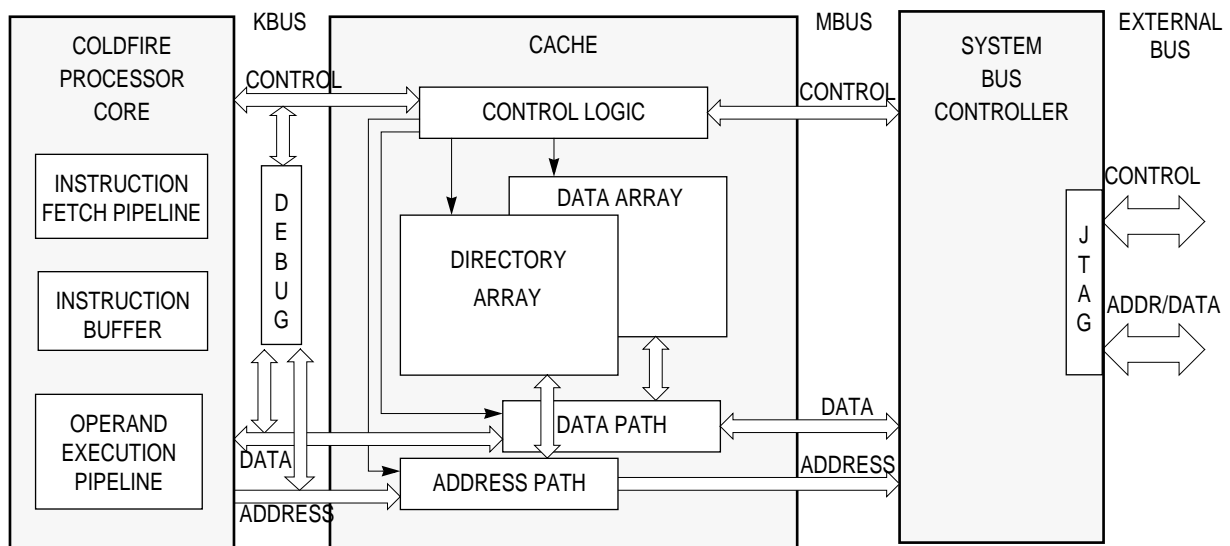 KBUS
MBUS
EXTERNAL
BUS
COLDFIRE
PROCESSOR
CORE
CACHE
SYSTEM
BUS
CONTROLLER
CONTROL
CONTROL LOGIC
CONTROL
INSTRUCTION
FETCH PIPELINE
DEBUG
DATA ARRAY
CONTROL
DIRECTORY
ARRAY
JTAG
INSTRUCTION
BUFFER
ADDR/DATA
OPERAND
EXECUTION
PIPELINE
DATA
DATA PATH
DATA
ADDRESS
ADDRESS PATH
ADDRESS